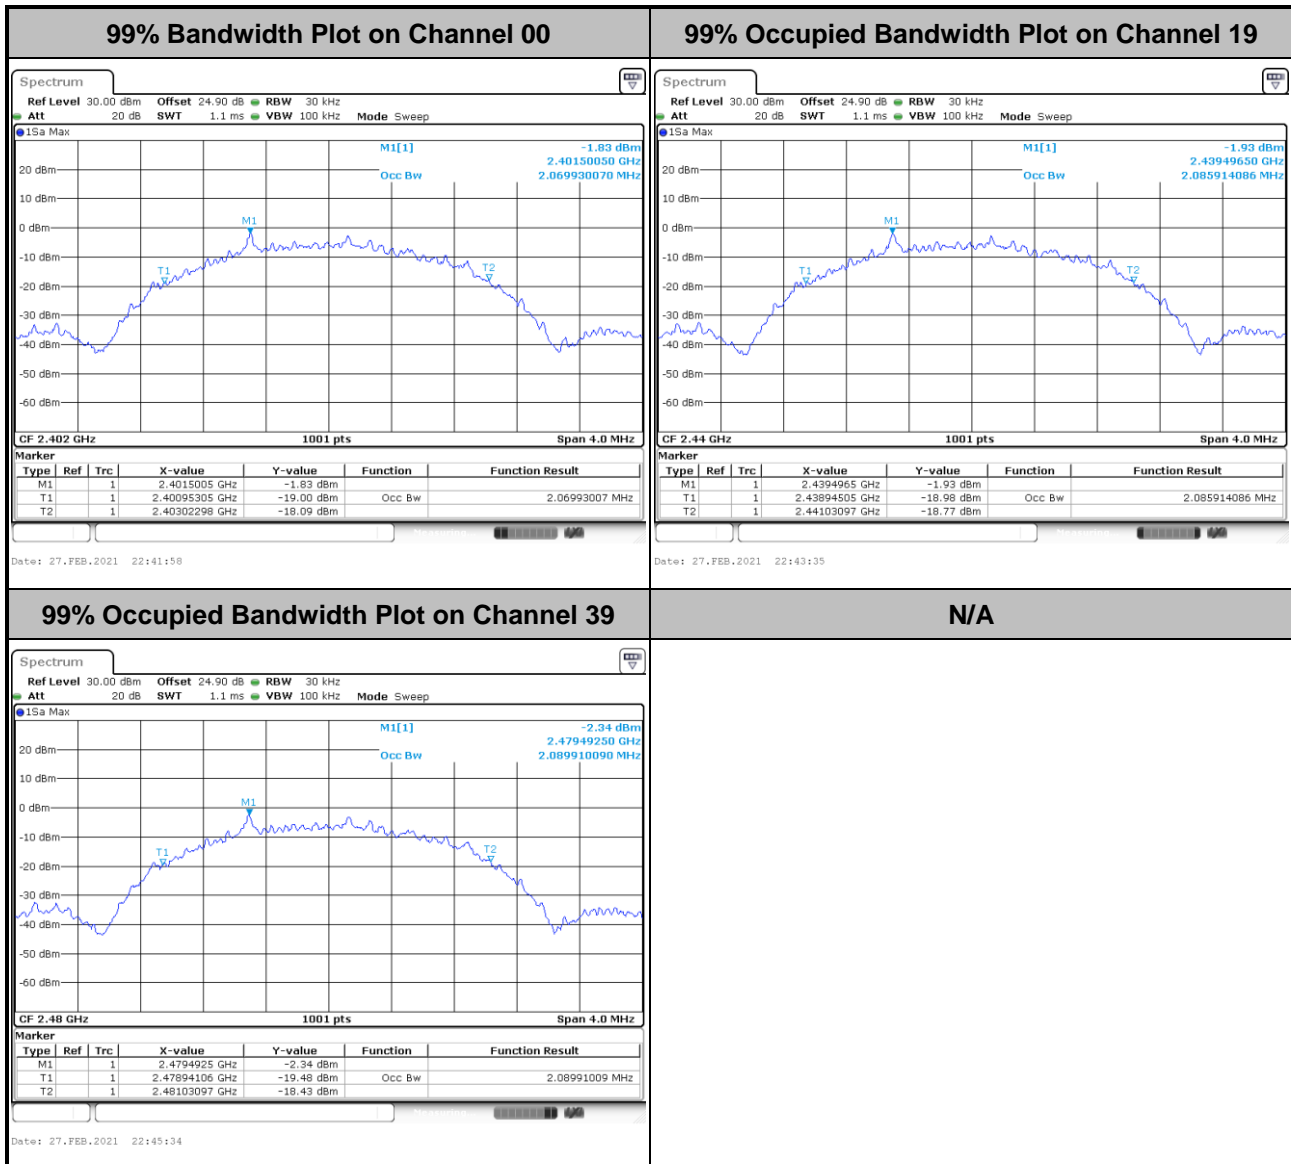 99% Bandwidth Plot on Channel 00
Spectrum
Ref Level 30.00 dBm Offset 24.90 dB RBW 30 kHz
Att 20 dB SWT 1.1 ms VBW 100 kHz Mode Sweep
1Sa Max
M1[1] -1.83 dBm
2.40150050 GHz
Occ Bw 2.069930070 MHz
20 dBm
10 dBm
0 dBm
-10 dBm
-20 dBm
-30 dBm
-40 dBm
-50 dBm
-60 dBm
M1
T1
T2
CF 2.402 GHz 1001 pts Span 4.0 MHz
Marker
Type Ref Trc X-value Y-value Function Function Result
M1 1 2.4015005 GHz -1.83 dBm
T1 1 2.40095305 GHz -19.00 dBm Occ Bw 2.06993007 MHz
T2 1 2.40302298 GHz -18.09 dBm
Date: 27.FEB.2021 22:41:58
99% Occupied Bandwidth Plot on Channel 19
Spectrum
Ref Level 30.00 dBm Offset 24.90 dB RBW 30 kHz
Att 20 dB SWT 1.1 ms VBW 100 kHz Mode Sweep
1Sa Max
M1[1] -1.93 dBm
2.43949650 GHz
Occ Bw 2.085914086 MHz
20 dBm
10 dBm
0 dBm
-10 dBm
-20 dBm
-30 dBm
-40 dBm
-50 dBm
-60 dBm
M1
T1
T2
CF 2.44 GHz 1001 pts Span 4.0 MHz
Marker
Type Ref Trc X-value Y-value Function Function Result
M1 1 2.4394965 GHz -1.93 dBm
T1 1 2.43894505 GHz -18.98 dBm Occ Bw 2.085914086 MHz
T2 1 2.44103097 GHz -18.77 dBm
Measuring...
Date: 27.FEB.2021 22:43:35
99% Occupied Bandwidth Plot on Channel 39
Spectrum
Ref Level 30.00 dBm Offset 24.90 dB RBW 30 kHz
Att 20 dB SWT 1.1 ms VBW 100 kHz Mode Sweep
1Sa Max
M1[1] -2.34 dBm
2.47949250 GHz
Occ Bw 2.089910090 MHz
20 dBm
10 dBm
0 dBm
-10 dBm
-20 dBm
-30 dBm
-40 dBm
-50 dBm
-60 dBm
M1
T1
T2
CF 2.48 GHz 1001 pts Span 4.0 MHz
Marker
Type Ref Trc X-value Y-value Function Function Result
M1 1 2.4794925 GHz -2.34 dBm
T1 1 2.47894106 GHz -19.48 dBm Occ Bw 2.08991009 MHz
T2 1 2.48103097 GHz -18.43 dBm
Measuring...
Date: 27.FEB.2021 22:45:34
N/A